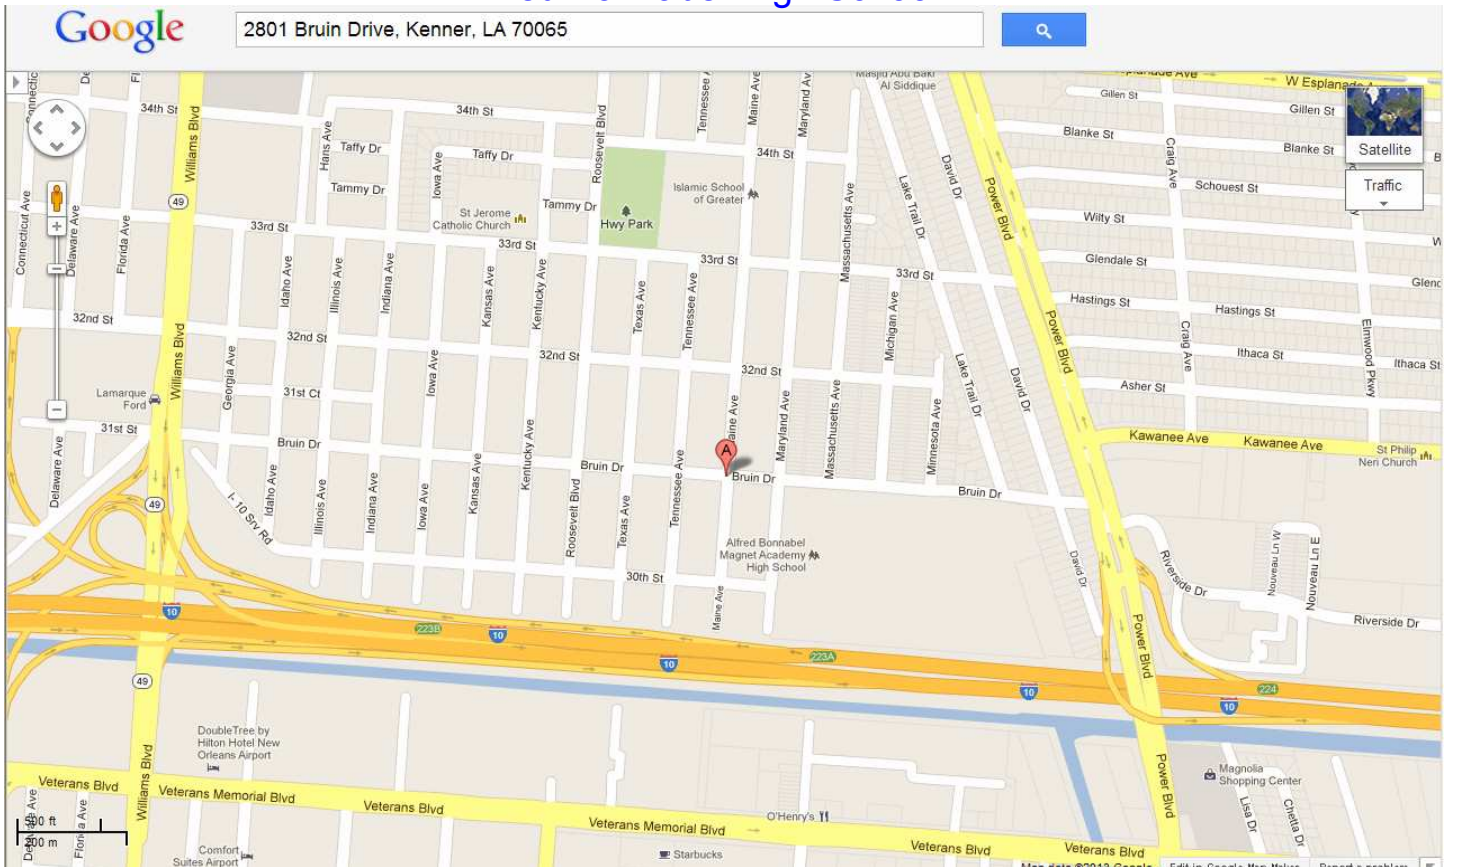 Google
2801 Bruin Drive, Kenner, LA 70065
W Esplanade Ave
Masjid Abu Bakr
Al Siddique
Satellite
Traffic
34th St
34th St
34th St
Gillen St
Gillen St
Blanke St
Blanke St
Schouest St
Wilty St
Glendale St
Hastings St
Hastings St
Ithaca St
Ithaca St
Asher St
Craig Ave
Craig Ave
Elmwood Pkwy
Kawanee Ave
Kawanee Ave
St Philip
Neri Church
Williams Blvd
Williams Blvd
Williams Blvd
49
49
49
Haris Ave
Taffy Dr
Taffy Dr
Tammy Dr
Tammy Dr
Iowa Ave
St Jerome
Catholic Church
Roosevelt Blvd
Hwy Park
Islamic School
of Greater
Maine Ave
Maryland Av
Massachusetts Ave
Lake Trail Dr
David Dr
Power Blvd
Connecticut Ave
Delaware Ave
Florida Ave
33rd St
33rd St
33rd St
33rd St
Idaho Ave
Illinois Ave
Indiana Ave
Kansas Ave
Kentucky Ave
Texas Ave
Tennessee Ave
Michigan Ave
32nd St
32nd St
32nd St
32nd St
Power Blvd
Lake Trail Dr
David Dr
Lamarque
Ford
Georgia Ave
31st Ct
31st St
Iowa Ave
Maryland Ave
Massachusetts Ave
Minnesota Ave
Delaware Ave
Bruin Dr
Bruin Dr
A
Bruin Dr
Bruin Dr
I- 10 Srv Rd
Idaho Ave
Illinois Ave
Indiana Ave
Iowa Ave
Kansas Ave
Kentucky Ave
Roosevelt Blvd
Texas Ave
Tennessee Ave
Alfred Bonnabel
Magnet Academy
High School
30th St
Maine Ave
David Dr
Riverside Dr
Riverside Dr
Nouveau Ln W
Nouveau Ln E
Power Blvd
10
223B
10
10
223A
10
224
10
DoubleTree by
Hilton Hotel New
Orleans Airport
Veterans Blvd
Veterans Memorial Blvd
Veterans Blvd
Veterans Memorial Blvd
Veterans Blvd
Veterans Blvd
O'Henry's
Starbucks
Comfort
Suites Airport
Power Blvd
Magnolia
Shopping Center
Lisa Dr
Chetta Dr
500 ft
200 m